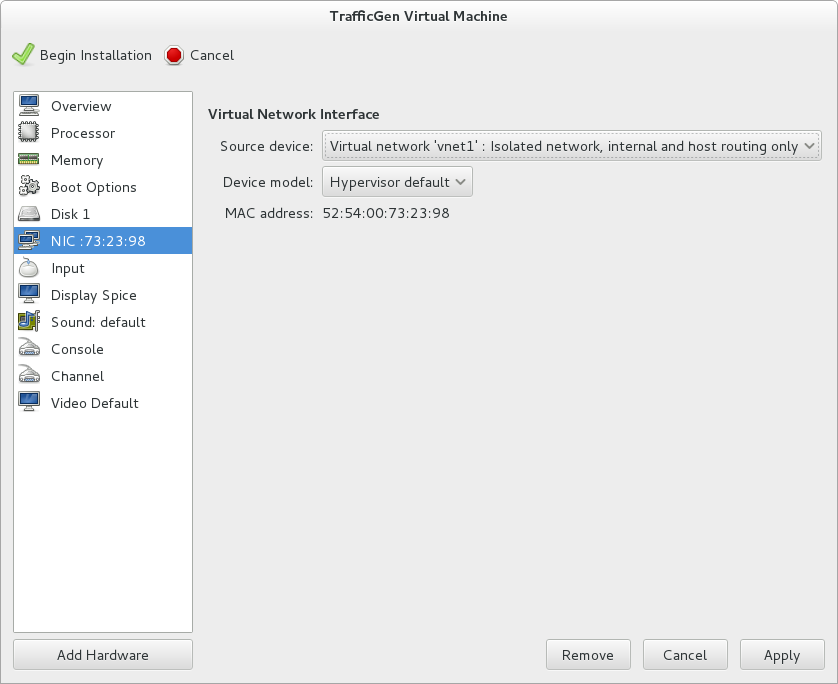 TrafficGen Virtual Machine
Begin Installation Cancel
Overview
Processor
Memory
Boot Options
Disk 1
NIC :73:23:98
Input
Display Spice
Sound: default
Console
Channel
Video Default
Add Hardware
Virtual Network Interface
Source device: Virtual network 'vnet1' : Isolated network, internal and host routing only
Device model: Hypervisor default
MAC address: 52:54:00:73:23:98
Remove Cancel Apply